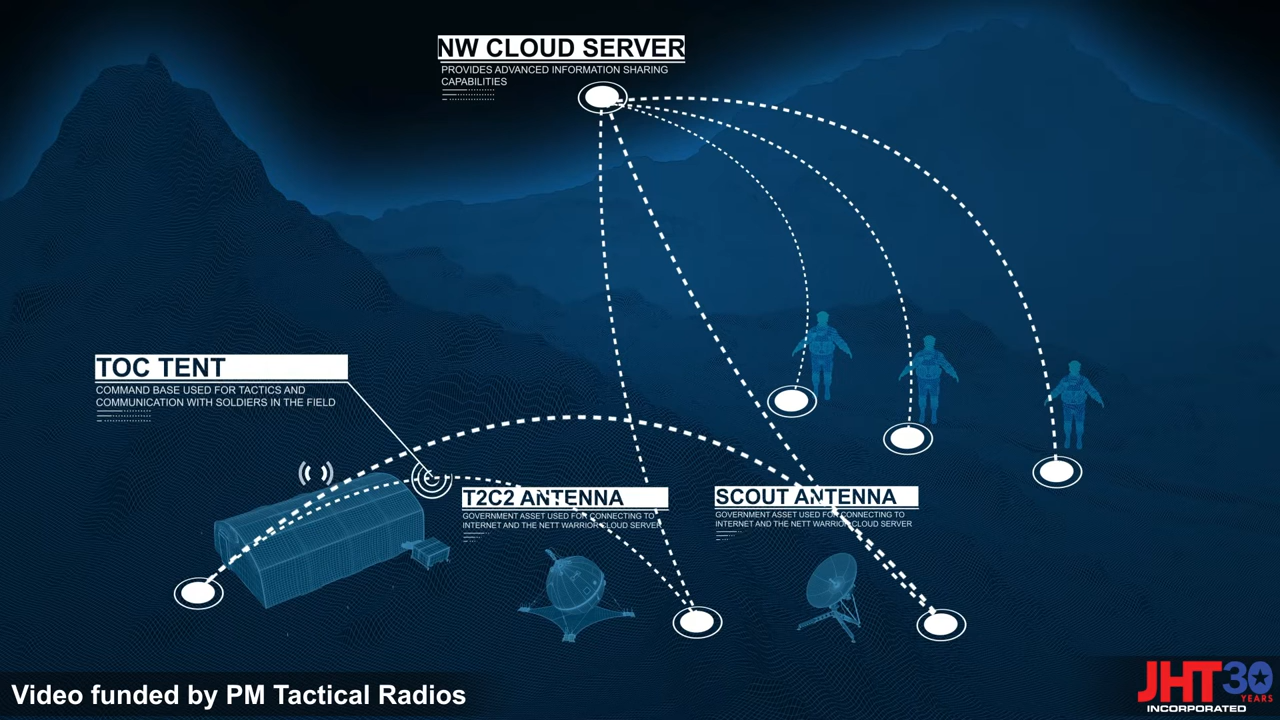 NW CLOUD SERVER
PROVIDES ADVANCED INFORMATION SHARING
CAPABILITIES
TOC TENT
COMMAND BASE USED FOR TACTICS AND
COMMUNICATION WITH SOLDIERS IN THE FIELD
T2C2 ANTENNA
GOVERNMENT ASSET USED FOR CONNECTING TO
INTERNET AND THE NETT WARRIOR CLOUD SERVER
SCOUT ANTENNA
GOVERNMENT ASSET USED FOR CONNECTING TO
INTERNET AND THE NETT WARRIOR CLOUD SERVER
Video funded by PM Tactical Radios
JHT 30
YEARS
INCORPORATED